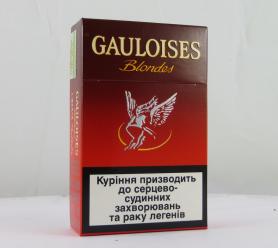 GAULOISES
Blondes
GAULOISES
Куріння призводить
до серцево-
судинних
захворювань
та раку легенів